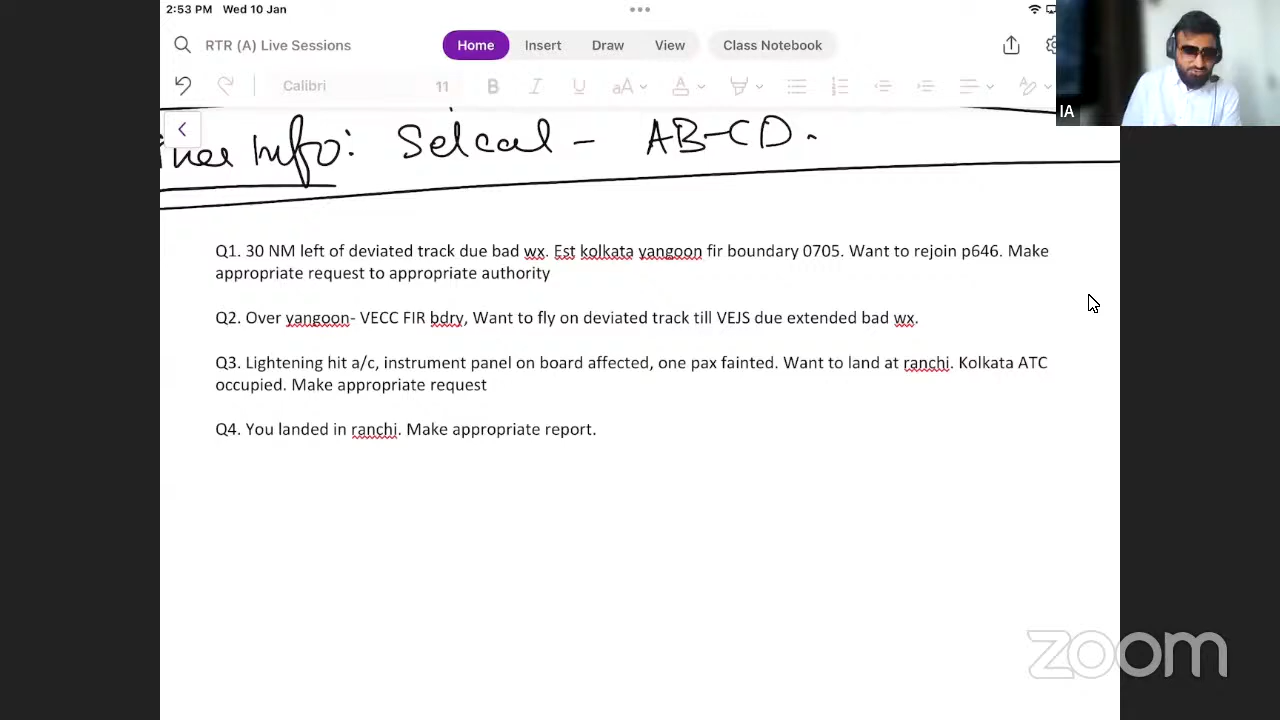 2:53 PM Wed 10 Jan
RTR (A) Live Sessions
Home Insert Draw View Class Notebook
Calibri 11 B I U aA A
IA
Info: Selcal - AB-CD.
Q1. 30 NM left of deviated track due bad wx. Est kolkata yangoon fir boundary 0705. Want to rejoin p646. Make
appropriate request to appropriate authority
Q2. Over yangoon- VECC FIR bdry, Want to fly on deviated track till VEJS due extended bad wx.
Q3. Lightening hit a/c, instrument panel on board affected, one pax fainted. Want to land at ranchi. Kolkata ATC
occupied. Make appropriate request
Q4. You landed in ranchi. Make appropriate report.
zoom